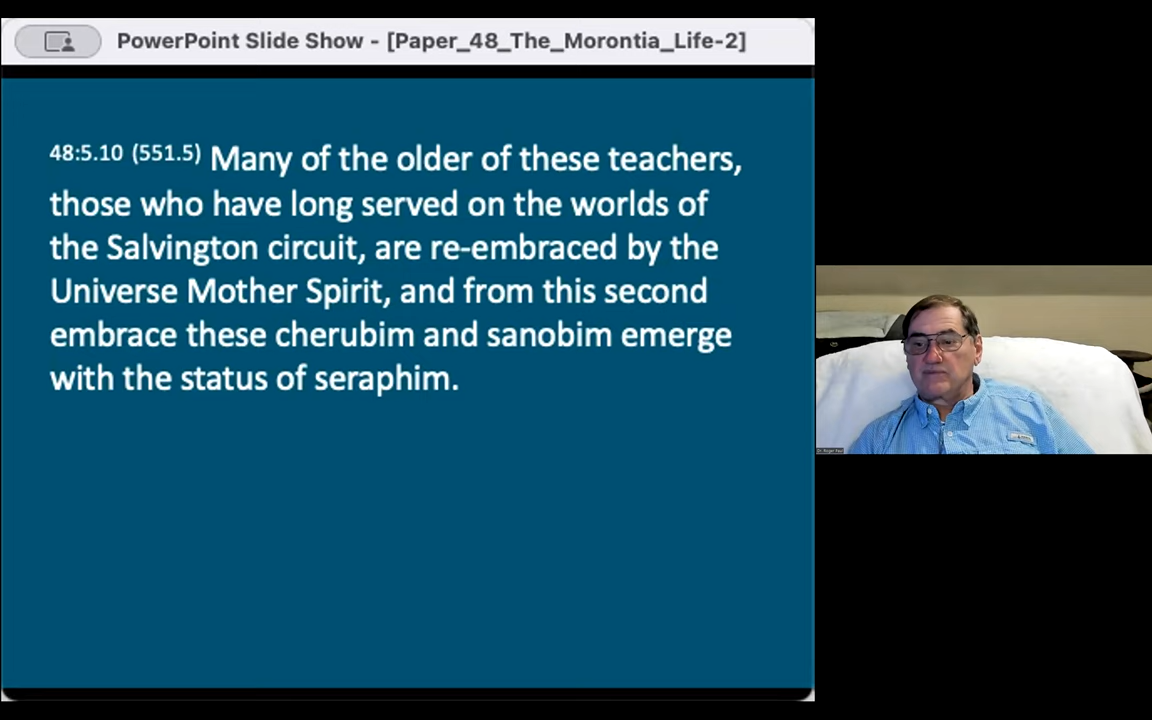 PowerPoint Slide Show - [Paper_48_The_Morontia_Life-2]
48:5.10 (551.5) Many of the older of these teachers,
those who have long served on the worlds of
the Salvington circuit, are re-embraced by the
Universe Mother Spirit, and from this second
embrace these cherubim and sanobim emerge
with the status of seraphim.